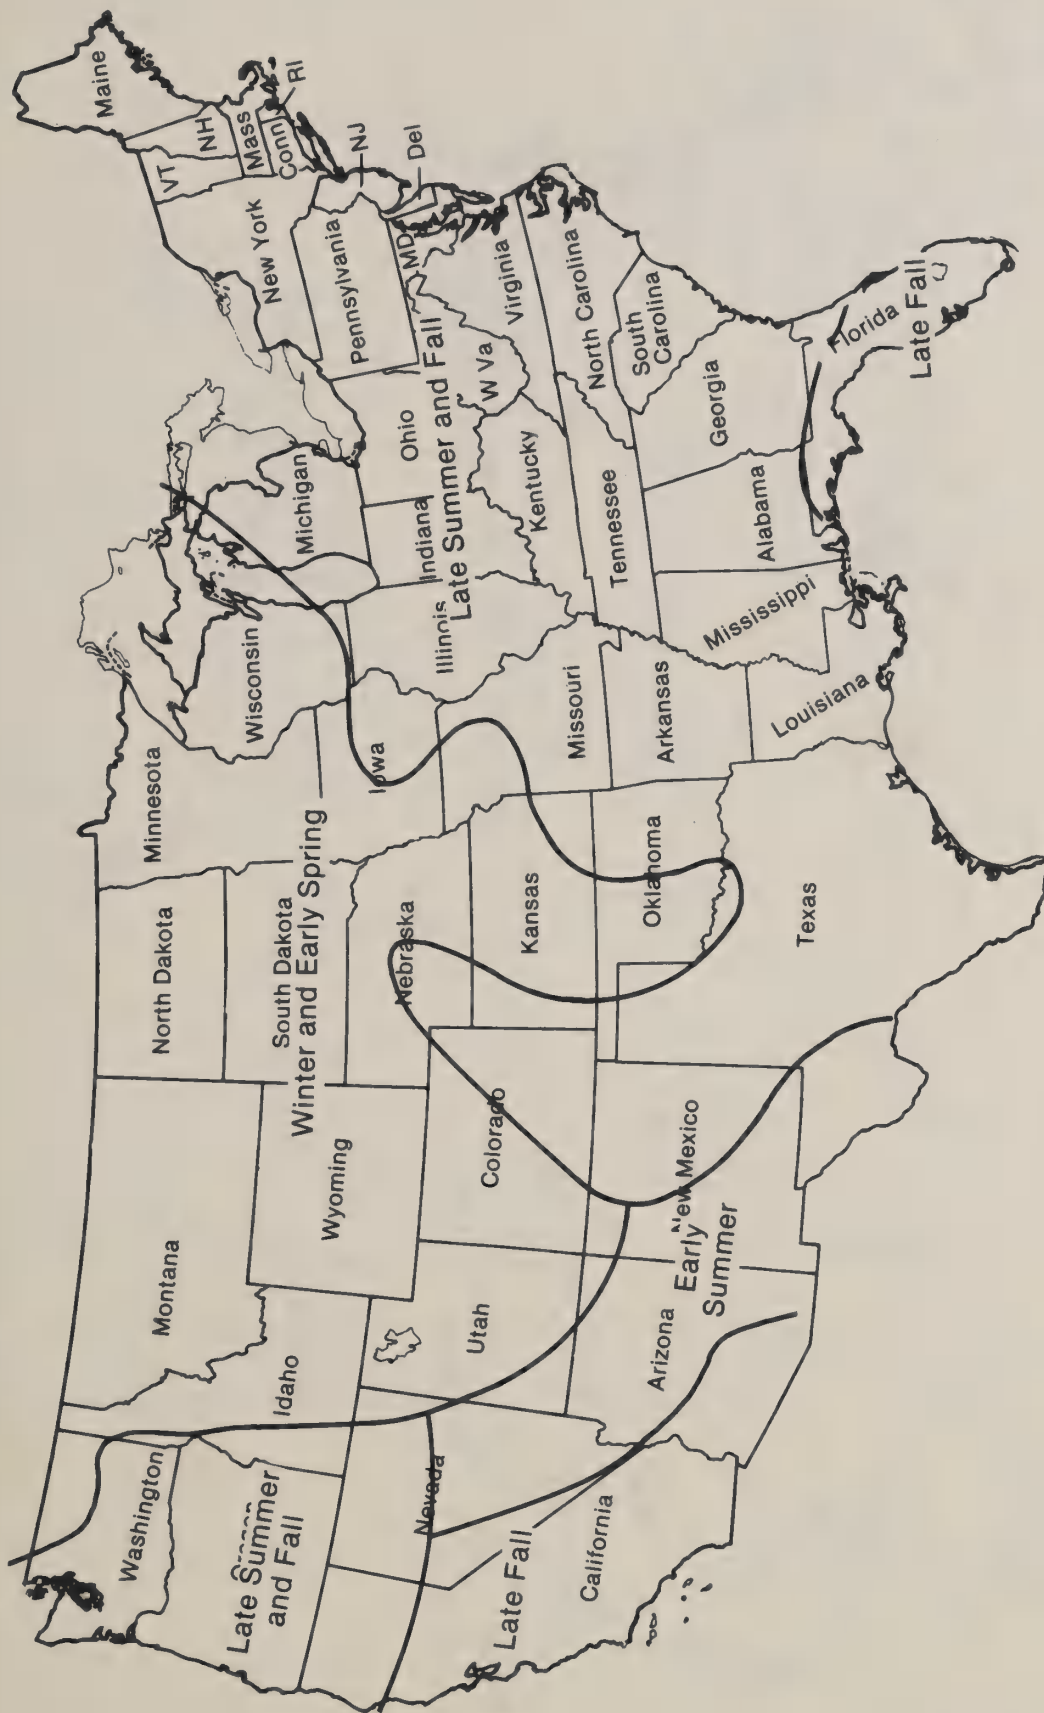 Maine
VT
NH
Mass
Conn
RI
New York
Pennsylvania
NJ
Del
MD
Virginia
W Va
Ohio
Late Summer and Fall
Michigan
Indiana
Illinois
Kentucky
Tennessee
North Carolina
South
Carolina
Georgia
Florida
Late Fall
Alabama
Mississippi
Louisiana
Arkansas
Missouri
Iowa
Wisconsin
Minnesota
North Dakota
South Dakota
Winter and Early Spring
Nebraska
Kansas
Oklahoma
Texas
Montana
Wyoming
Colorado
New Mexico
Early
Summer
Arizona
Utah
Idaho
Nevada
Washington
Late Summer
and Fall
Late Fall
California